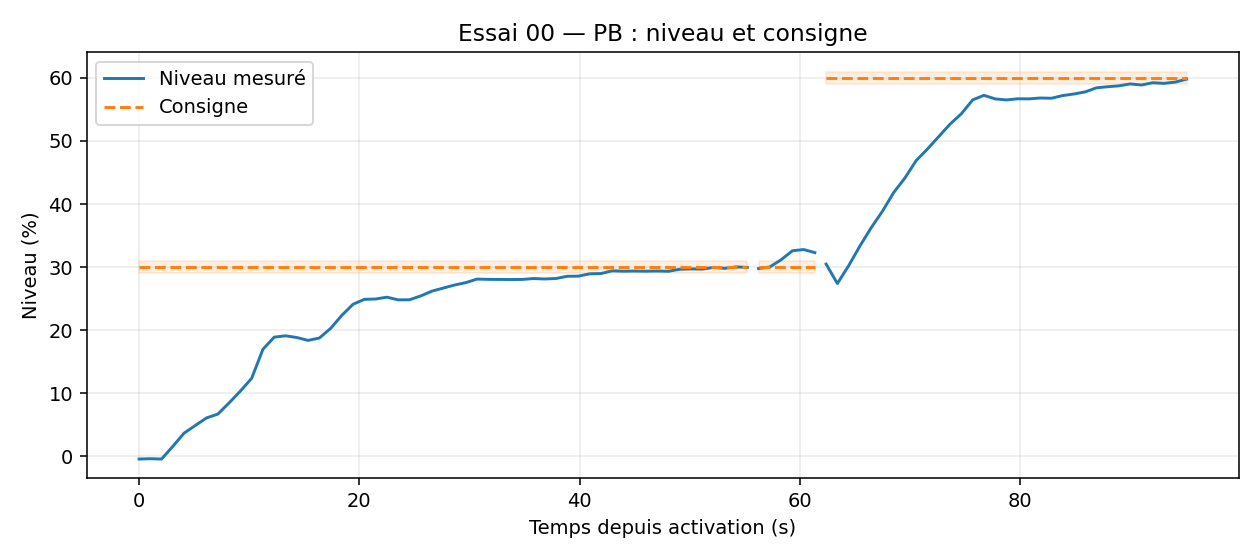 Essai 00 — PB : niveau et consigne
Niveau mesuré
Consigne
Niveau (%)
60
50
40
30
20
10
0
0 20 40 60 80
Temps depuis activation (s)